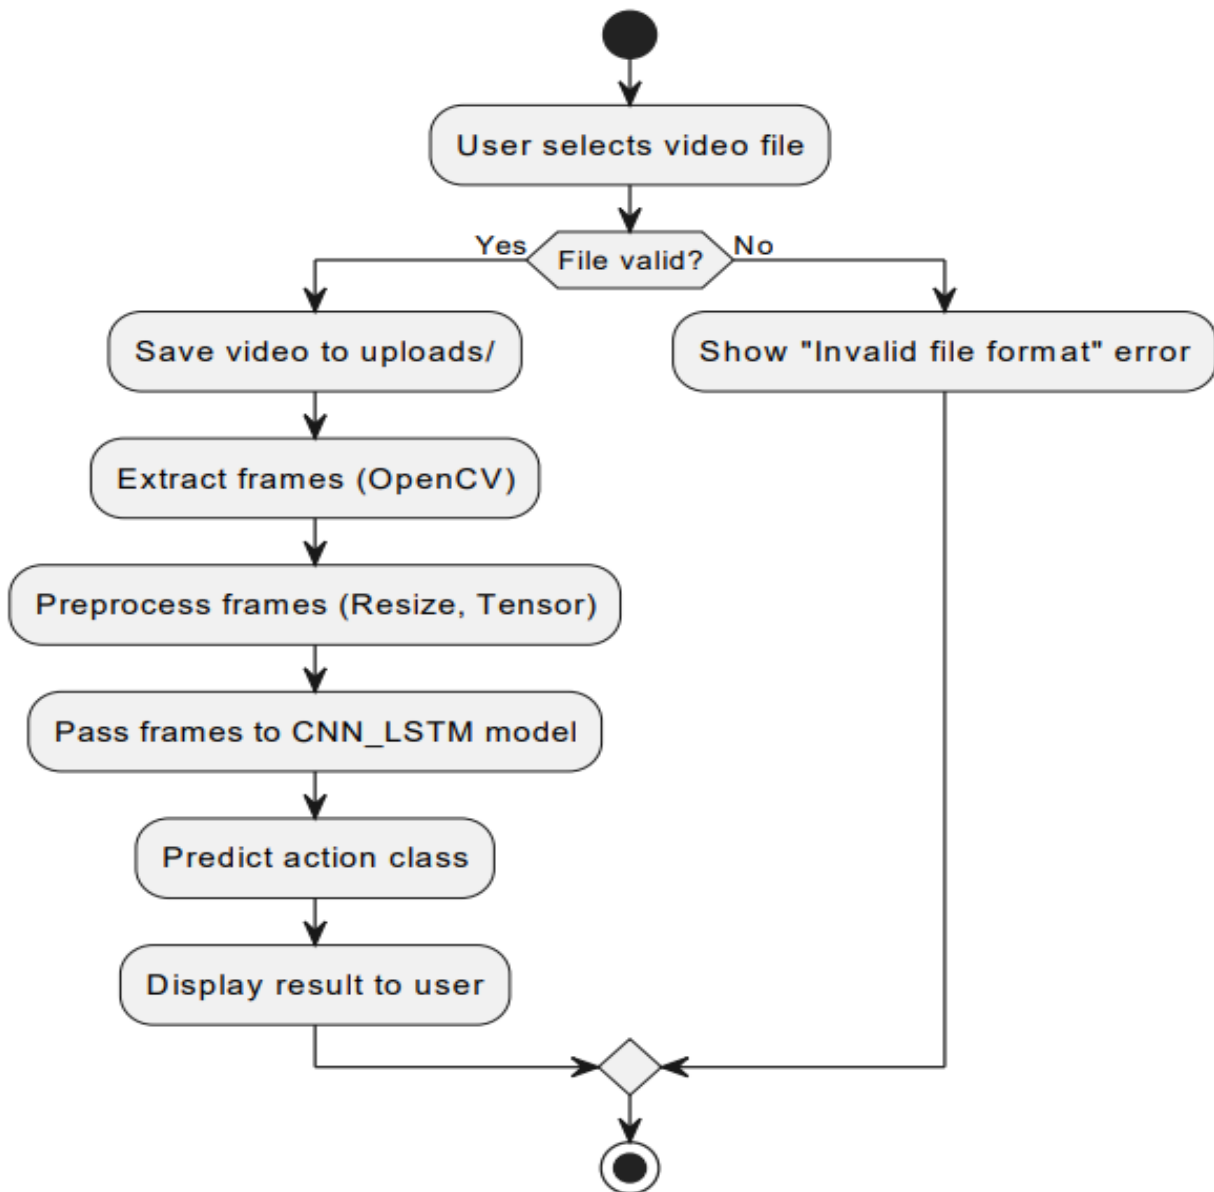 User selects video file
Yes
File valid?
No
Save video to uploads/
Show "Invalid file format" error
Extract frames (OpenCV)
Preprocess frames (Resize, Tensor)
Pass frames to CNN_LSTM model
Predict action class
Display result to user